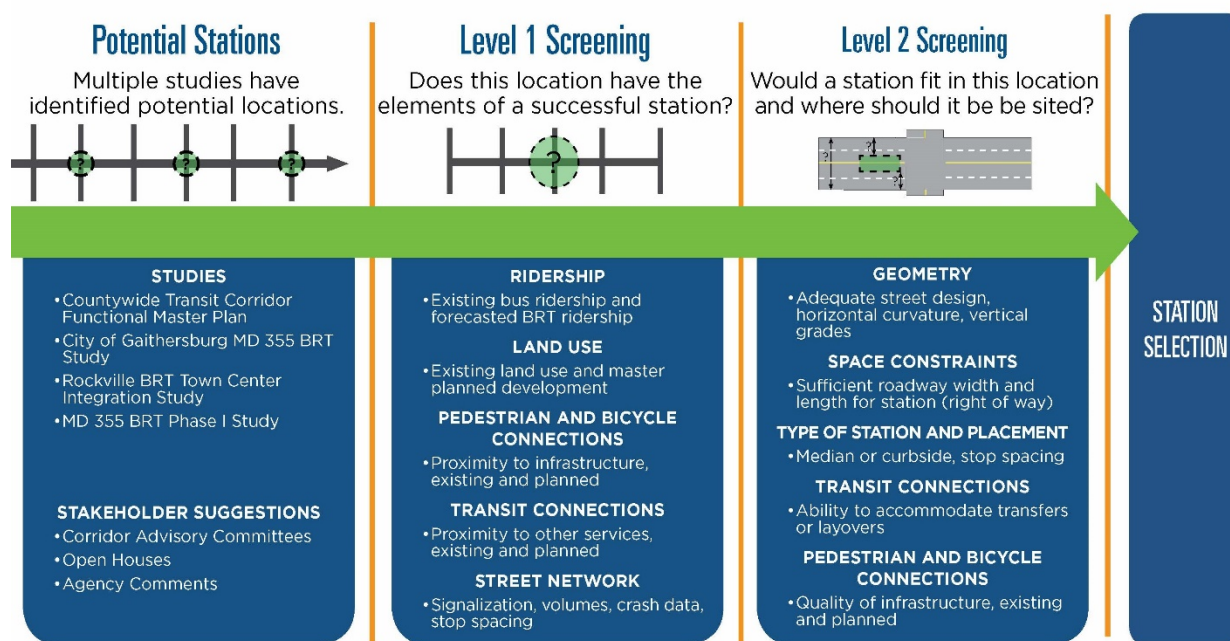 Potential Stations
Multiple studies have
identified potential locations.
?
?
?
STUDIES
•Countywide Transit Corridor
Functional Master Plan
•City of Gaithersburg MD 355 BRT
Study
•Rockville BRT Town Center
Integration Study
•MD 355 BRT Phase I Study
STAKEHOLDER SUGGESTIONS
•Corridor Advisory Committees
•Open Houses
•Agency Comments
Level 1 Screening
Does this location have the
elements of a successful station?
?
RIDERSHIP
•Existing bus ridership and
forecasted BRT ridership
LAND USE
•Existing land use and master
planned development
PEDESTRIAN AND BICYCLE
CONNECTIONS
•Proximity to infrastructure,
existing and planned
TRANSIT CONNECTIONS
•Proximity to other services,
existing and planned
STREET NETWORK
•Signalization, volumes, crash data,
stop spacing
Level 2 Screening
Would a station fit in this location
and where should it be be sited?
?
?
?
GEOMETRY
•Adequate street design,
horizontal curvature, vertical
grades
SPACE CONSTRAINTS
•Sufficient roadway width and
length for station (right of way)
TYPE OF STATION AND PLACEMENT
•Median or curbside, stop spacing
TRANSIT CONNECTIONS
•Ability to accommodate transfers
or layovers
PEDESTRIAN AND BICYCLE
CONNECTIONS
•Quality of infrastructure, existing
and planned
STATION
SELECTION